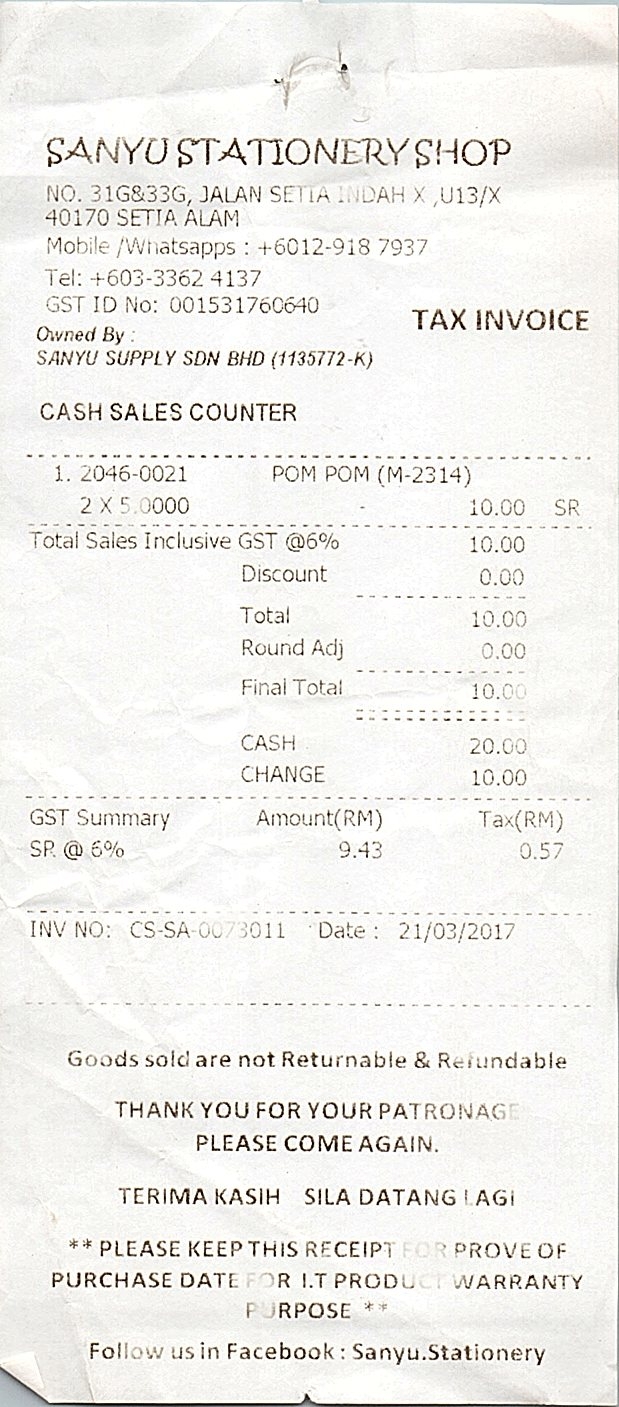 SANYU STATIONERY SHOP
NO. 31G&33G, JALAN SETIA INDAH X ,U13/X
40170 SETIA ALAM
Mobile /Whatsapps : +6012-918 7937
Tel: +603-3362 4137
GST ID No: 001531760640
TAX INVOICE
Owned By :
SANYU SUPPLY SDN BHD (1135772-K)
CASH SALES COUNTER
1. 2046-0021 POM POM (M-2314)
2 X 5.0000 - 10.00 SR
Total Sales Inclusive GST @6% 10.00
Discount 0.00
Total 10.00
Round Adj 0.00
Final Total 10.00
CASH 20.00
CHANGE 10.00
GST Summary Amount(RM) Tax(RM)
SR @ 6% 9.43 0.57
INV NO: CS-SA-0073011 Date : 21/03/2017
Goods sold are not Returnable & Refundable
THANK YOU FOR YOUR PATRONAGE
PLEASE COME AGAIN.
TERIMA KASIH SILA DATANG LAGI
** PLEASE KEEP THIS RECEIPT FOR PROVE OF
PURCHASE DATE FOR I.T PRODUCT WARRANTY
PURPOSE **
Follow us in Facebook : Sanyu.Stationery